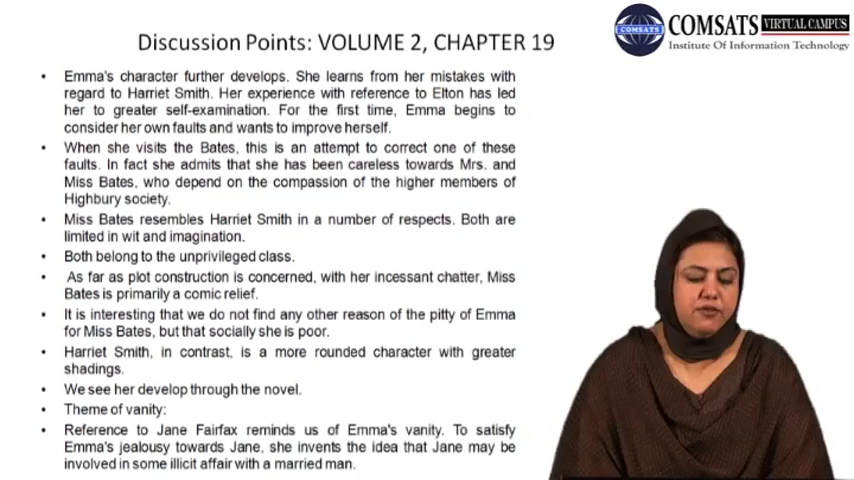 Discussion Points: VOLUME 2, CHAPTER 19
COMSATS VIRTUAL CAMPUS
Institute Of Information Technology
COMSATS
• Emma's character further develops. She learns from her mistakes with
regard to Harriet Smith. Her experience with reference to Elton has led
her to greater self-examination. For the first time, Emma begins to
consider her own faults and wants to improve herself.
• When she visits the Bates, this is an attempt to correct one of these
faults. In fact she admits that she has been careless towards Mrs. and
Miss Bates, who depend on the compassion of the higher members of
Highbury society.
• Miss Bates resembles Harriet Smith in a number of respects. Both are
limited in wit and imagination.
• Both belong to the unprivileged class.
• As far as plot construction is concerned, with her incessant chatter, Miss
Bates is primarily a comic relief.
• It is interesting that we do not find any other reason of the pitty of Emma
for Miss Bates, but that socially she is poor.
• Harriet Smith, in contrast, is a more rounded character with greater
shadings.
• We see her develop through the novel.
• Theme of vanity:
• Reference to Jane Fairfax reminds us of Emma's vanity. To satisfy
Emma's jealousy towards Jane, she invents the idea that Jane may be
involved in some illicit affair with a married man.